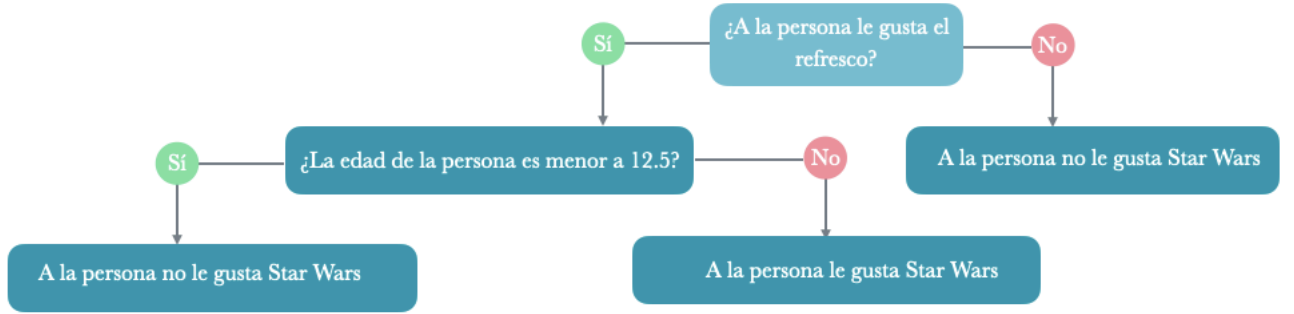 ¿A la persona le gusta el
refresco?
Sí
No
¿La edad de la persona es menor a 12.5?
A la persona no le gusta Star Wars
Sí
No
A la persona no le gusta Star Wars
A la persona le gusta Star Wars